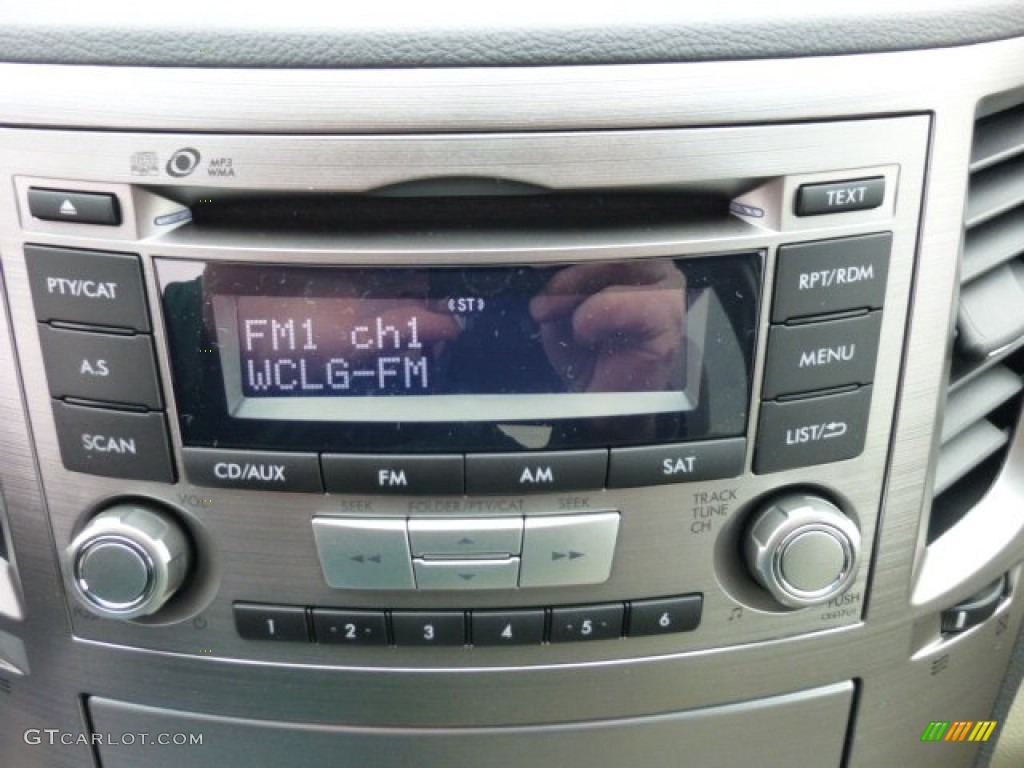 MP3
WMA
TEXT
PTY/CAT
A.S
SCAN
((ST))
FM1 ch1
WCLG-FM
RPT/RDM
MENU
LIST/
CD/AUX
FM
AM
SAT
VOL
SEEK
FOLDER/PTY/CAT
SEEK
TRACK
TUNE
CH
1
2
3
4
5
6
PUSH
GTCARLOT.COM